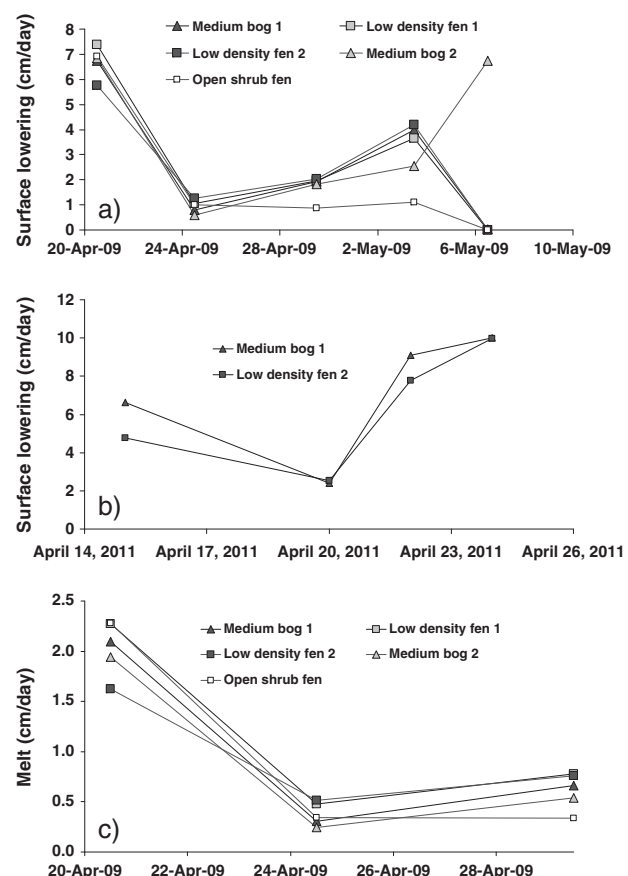 Medium bog 1 Low density fen 1
Low density fen 2 Medium bog 2
Open shrub fen
Surface lowering (cm/day)
8
7
6
5
4
3
2
1
0
a)
20-Apr-09 24-Apr-09 28-Apr-09 2-May-09 6-May-09 10-May-09
Surface lowering (cm/day)
12
10
8
6
4
2
0
Medium bog 1
Low density fen 2
b)
April 14, 2011 April 17, 2011 April 20, 2011 April 23, 2011 April 26, 2011
Melt (cm/day)
2.5
2.0
1.5
1.0
0.5
0.0
Medium bog 1 Low density fen 1
Low density fen 2 Medium bog 2
Open shrub fen
c)
20-Apr-09 22-Apr-09 24-Apr-09 26-Apr-09 28-Apr-09